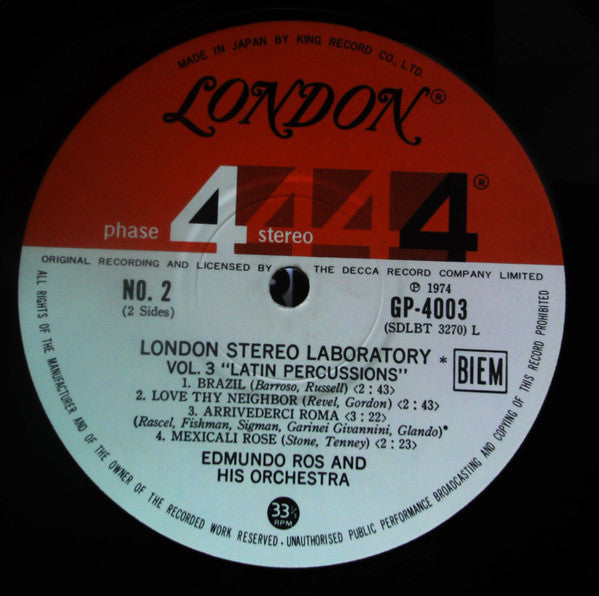 MADE IN JAPAN BY KING RECORD CO., LTD.
LONDON®
phase 4 stereo 4 4 4®
ORIGINAL RECORDING AND LICENSED BY THE DECCA RECORD COMPANY LIMITED
NO. 2
(2 Sides)
℗ 1974
GP-4003
(SDLBT 3270) L
LONDON STEREO LABORATORY
VOL. 3 "LATIN PERCUSSIONS"
* BIEM
1. BRAZIL (Barroso, Russell) <2:43>
2. LOVE THY NEIGHBOR (Revel, Gordon) <2:43>
3. ARRIVEDERCI ROMA <3:22>
(Rascel, Fishman, Sigman, Garinei Givannini, Glando)*
4. MEXICALI ROSE (Stone, Tenney) <2:23>
EDMUNDO ROS AND
HIS ORCHESTRA
33⅓
RPM
ALL RIGHTS OF THE MANUFACTURER AND OF THE OWNER OF THE RECORDED WORK RESERVED · UNAUTHORISED PUBLIC PERFORMANCE BROADCASTING AND COPYING OF THIS RECORD PROHIBITED